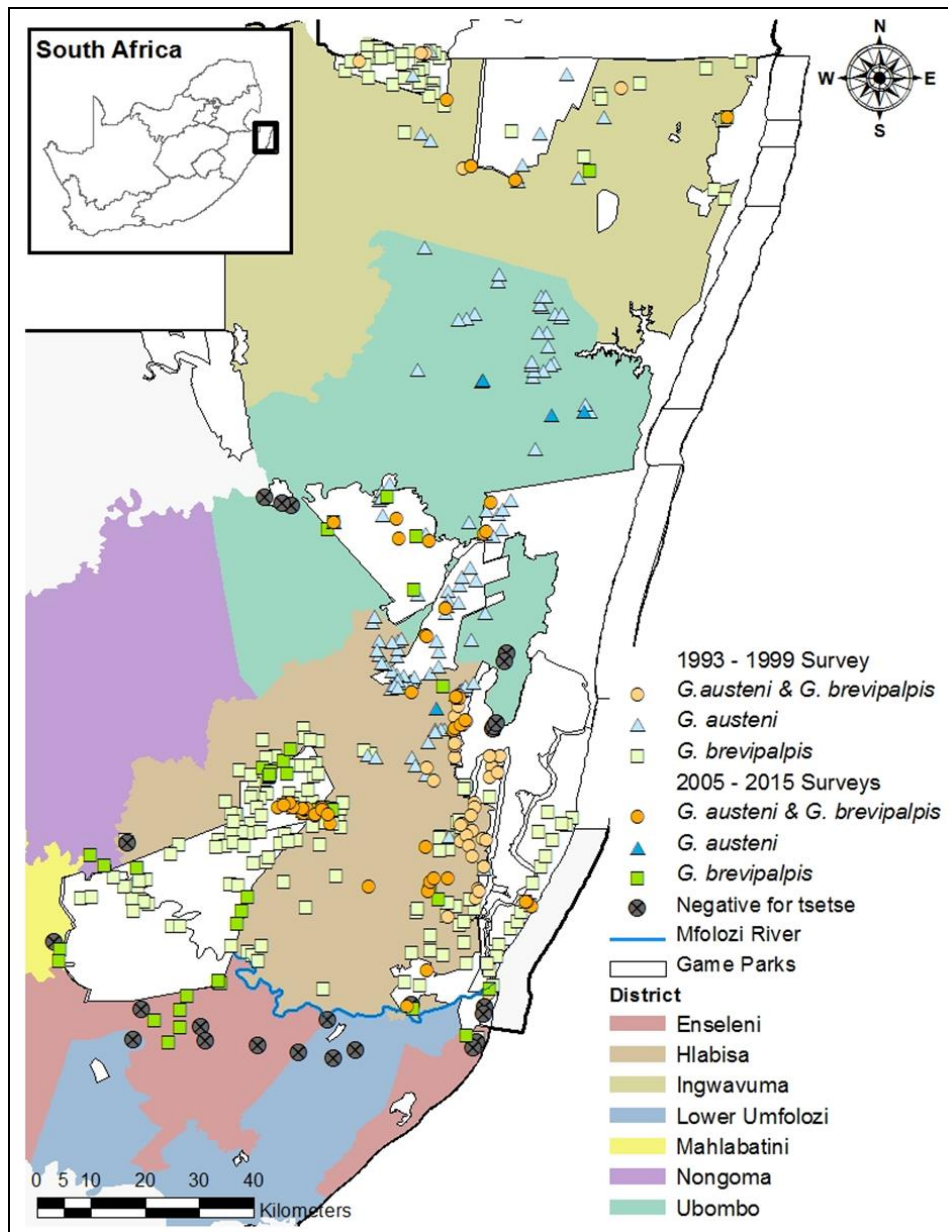 South Africa
N
W E
S
1993 - 1999 Survey
G.austeni & G. brevipalpis
G. austeni
G. brevipalpis
2005 - 2015 Surveys
G. austeni & G. brevipalpis
G. austeni
G. brevipalpis
Negative for tsetse
Mfolozi River
Game Parks
District
Enseleni
Hlabisa
Ingwavuma
Lower Umfolozi
Mahlabatini
Nongoma
Ubombo
0 5 10 20 30 40
Kilometers